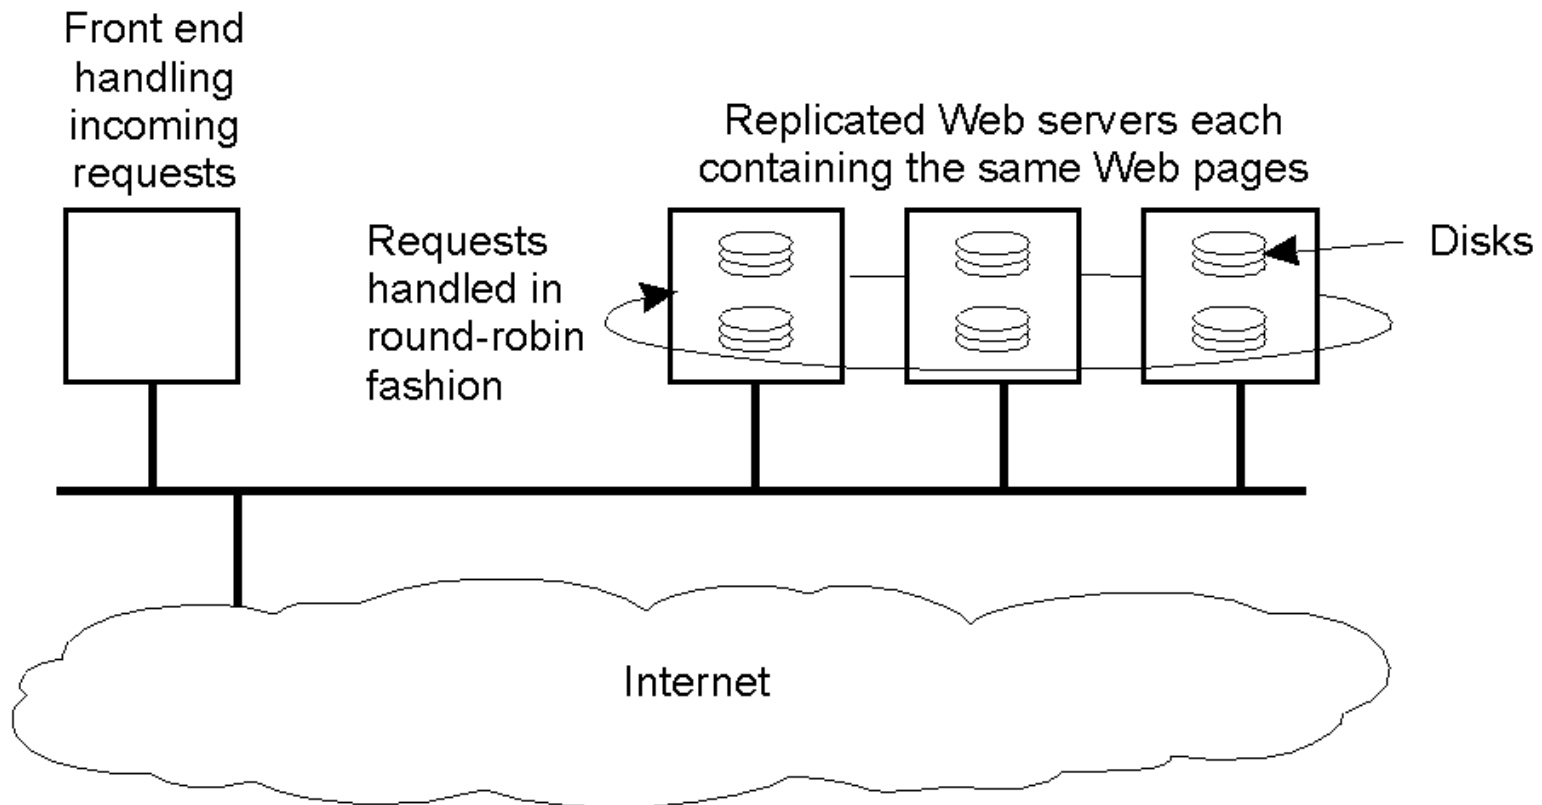 Front end
handling
incoming
requests
Replicated Web servers each
containing the same Web pages
Requests
handled in
round-robin
fashion
Disks
Internet